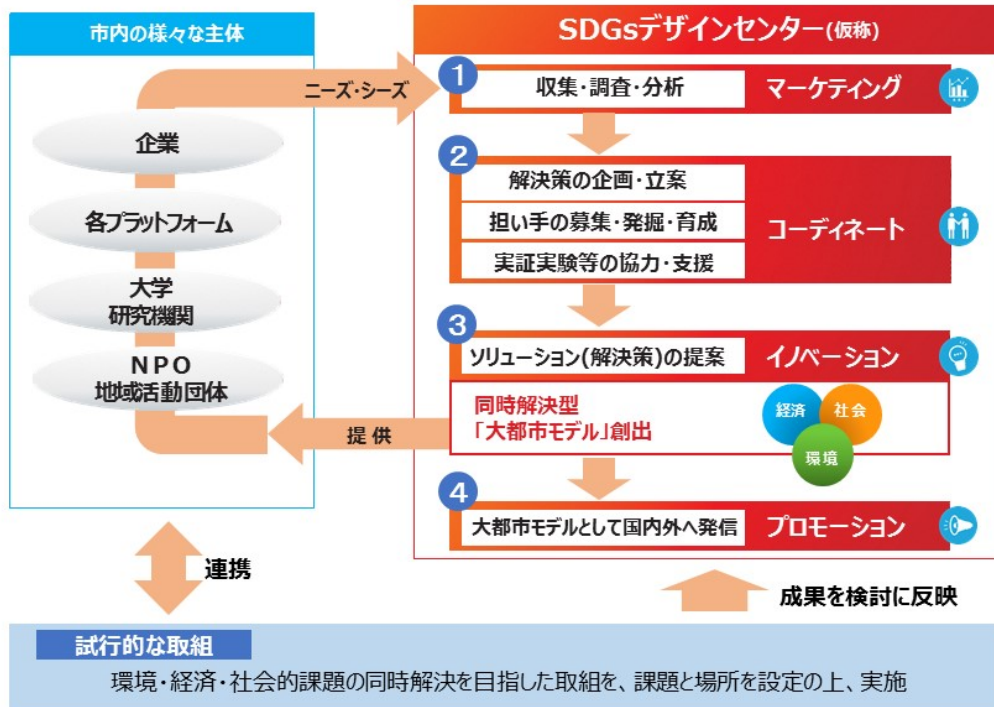 市内の様々な主体
企業
各プラットフォーム
大学
研究機関
NPO
地域活動団体
ニーズ・シーズ
提供
SDGsデザインセンター(仮称)
1
収集・調査・分析
マーケティング
2
解決策の企画・立案
担い手の募集・発掘・育成
実証実験等の協力・支援
コーディネート
3
ソリューション(解決策)の提案
イノベーション
同時解決型
「大都市モデル」創出
経済
社会
環境
4
大都市モデルとして国内外へ発信
プロモーション
連携
成果を検討に反映
試行的な取組
環境・経済・社会的課題の同時解決を目指した取組を、課題と場所を設定の上、実施